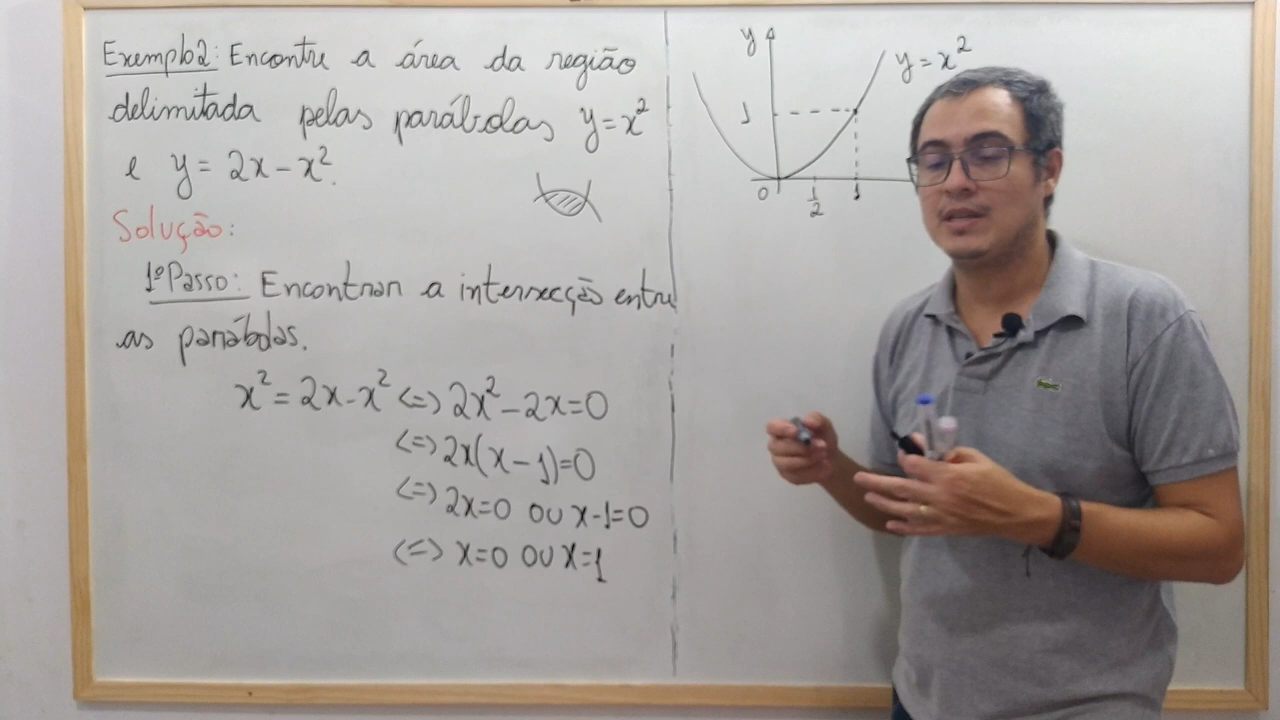 Exemplo2: Encontre a área da região
delimitada pelas parábolas y=x²
e y= 2x-x².
Solução:
1º Passo: Encontrar a intersecção entre
as parábolas.
x²=2x-x² <=> 2x²-2x=0
<=> 2x(x-1)=0
<=> 2x=0 OU x-1=0
<=> x=0 OU x=1
y
y=x²
1
0
1/2
1